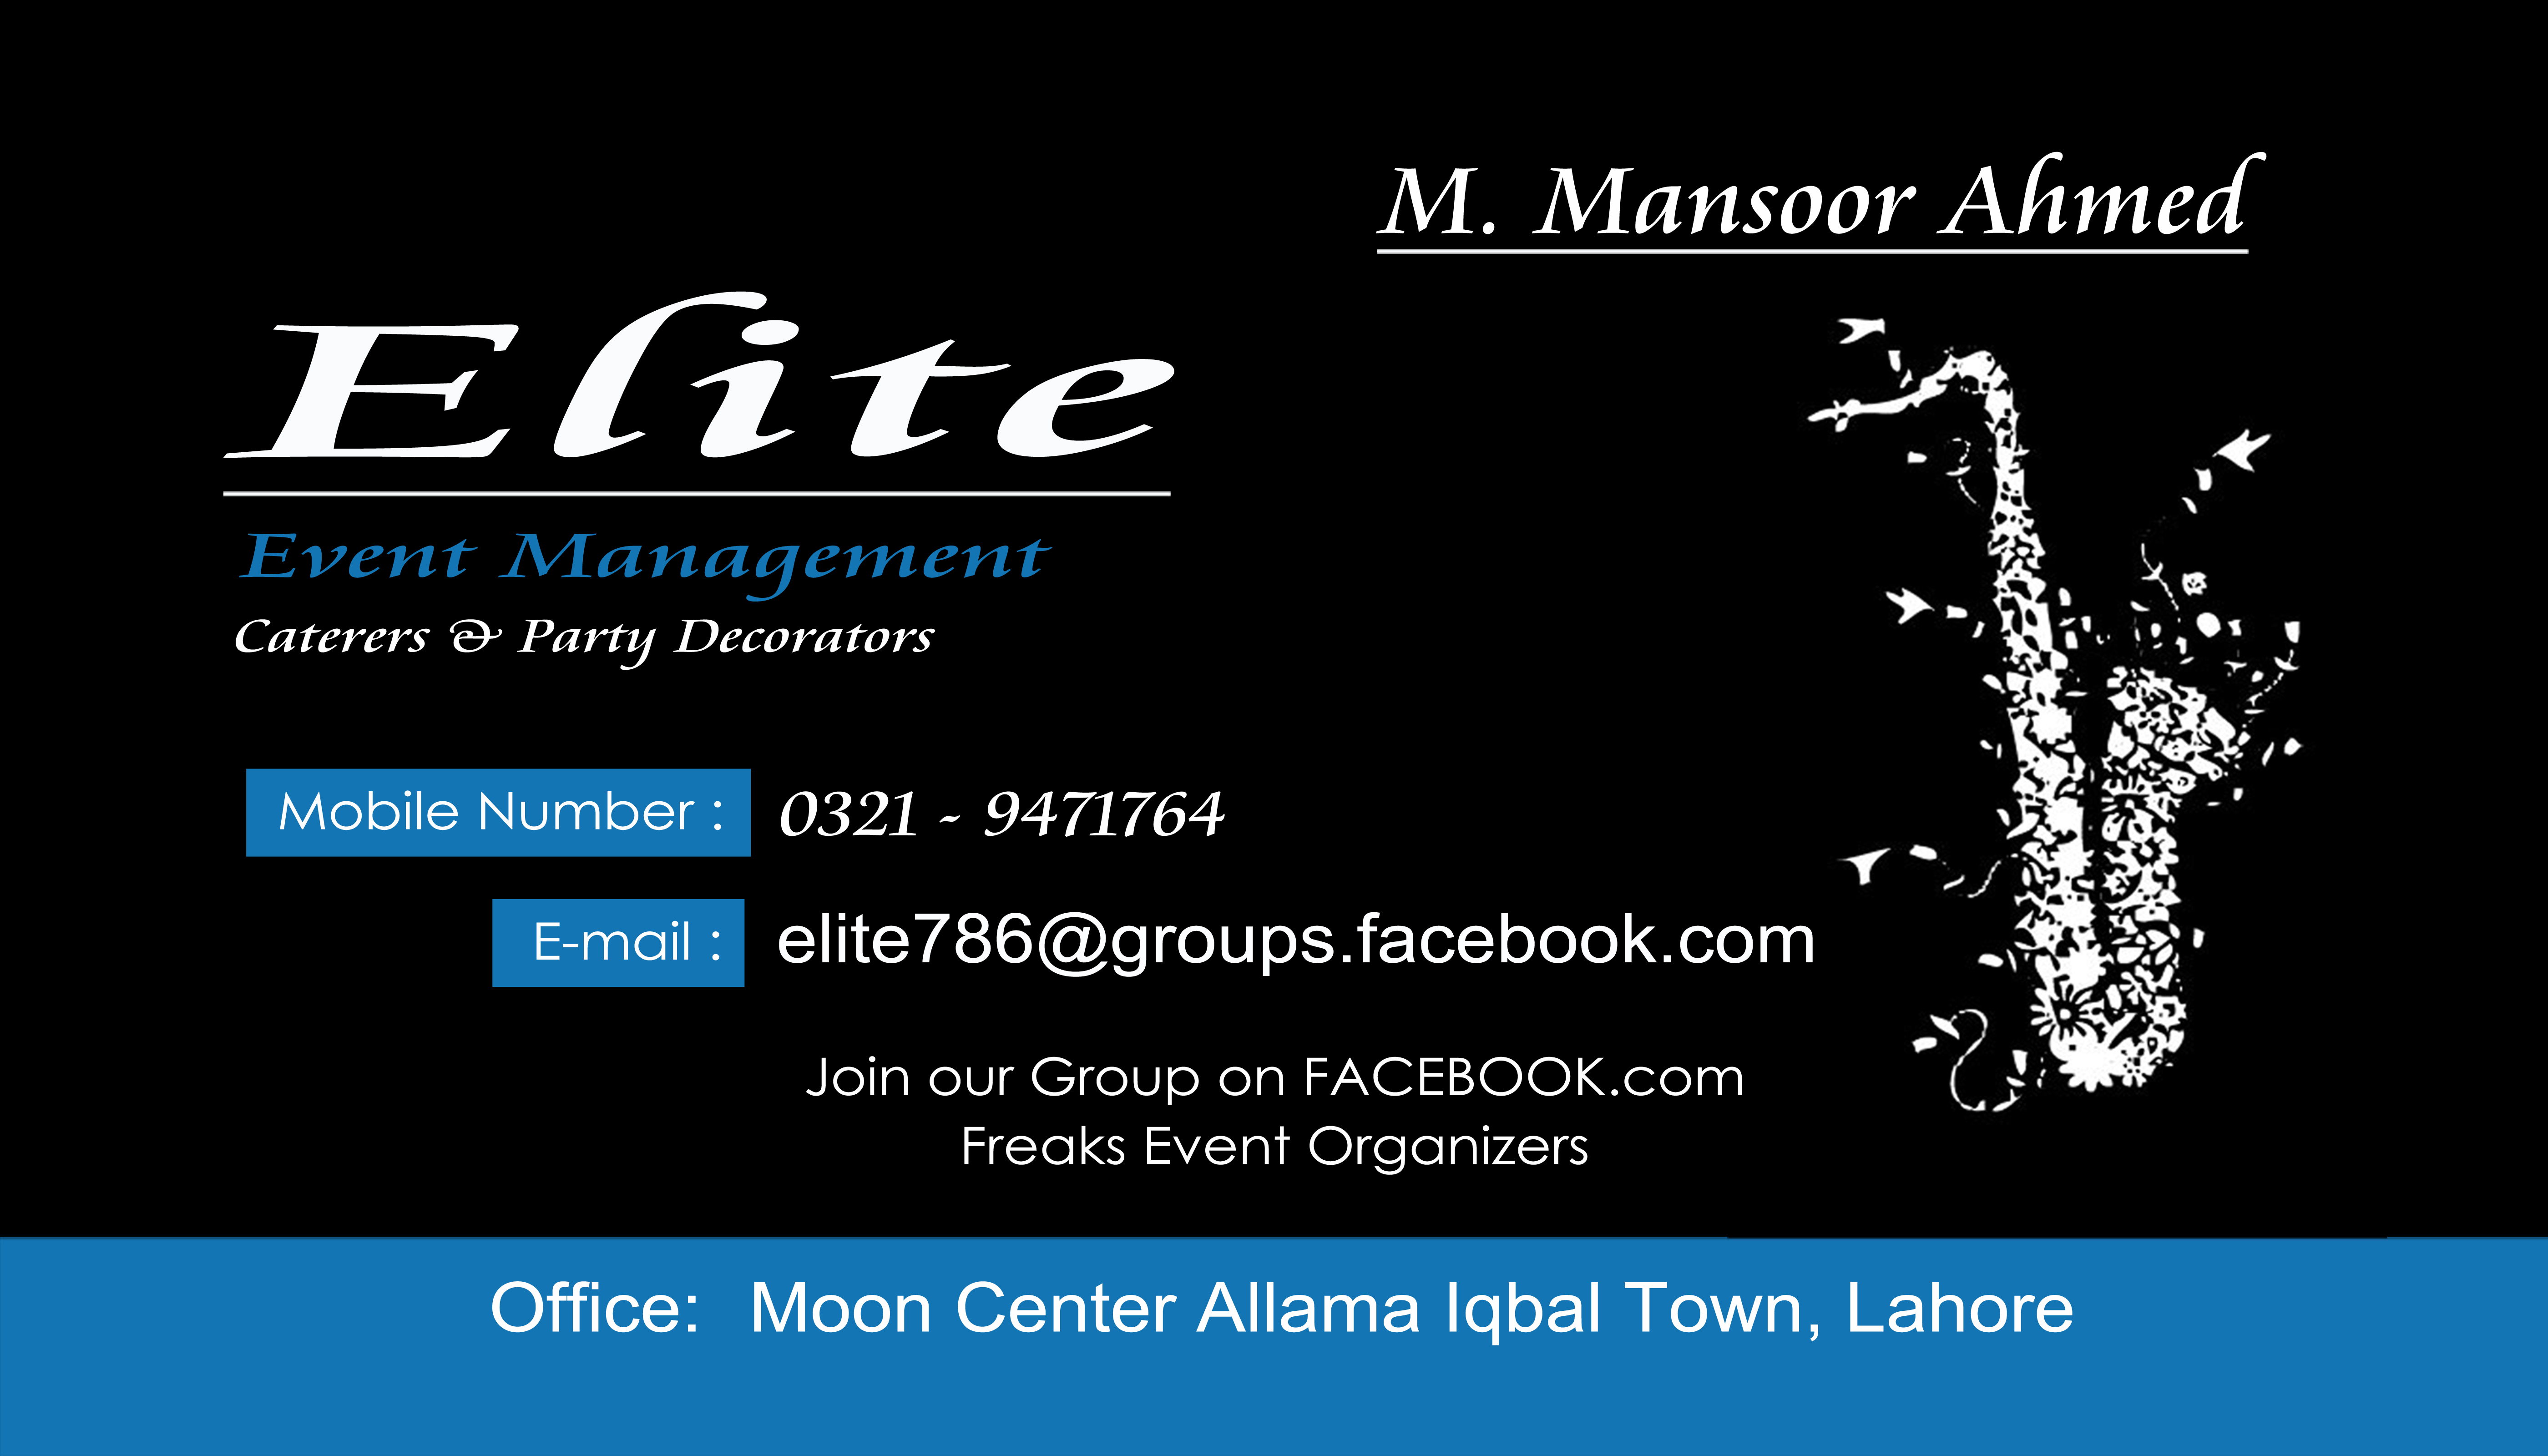 M. Mansoor Ahmed
Elite
Event Management
Caterers & Party Decorators
Mobile Number : 0321 - 9471764
E-mail : elite786@groups.facebook.com
Join our Group on FACEBOOK.com
Freaks Event Organizers
Office: Moon Center Allama Iqbal Town, Lahore